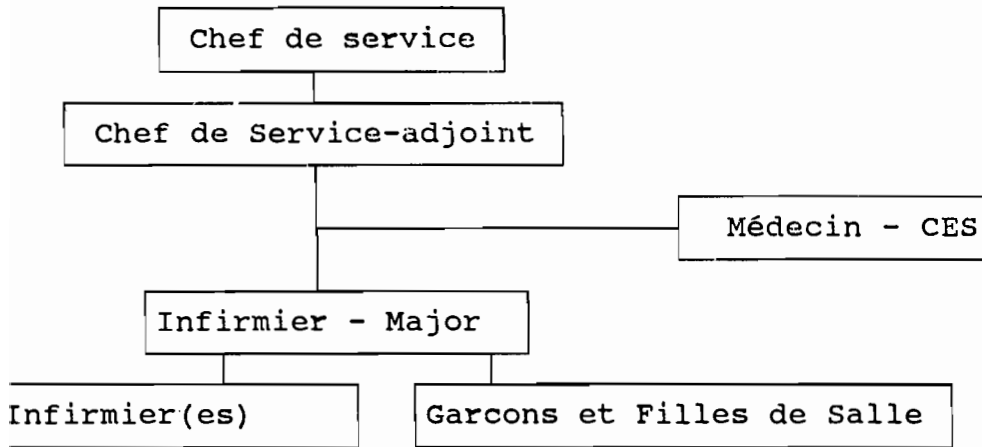 Chef de service
Chef de Service-adjoint
Médecin - CES
Infirmier - Major
Infirmier(es)
Garcons et Filles de Salle